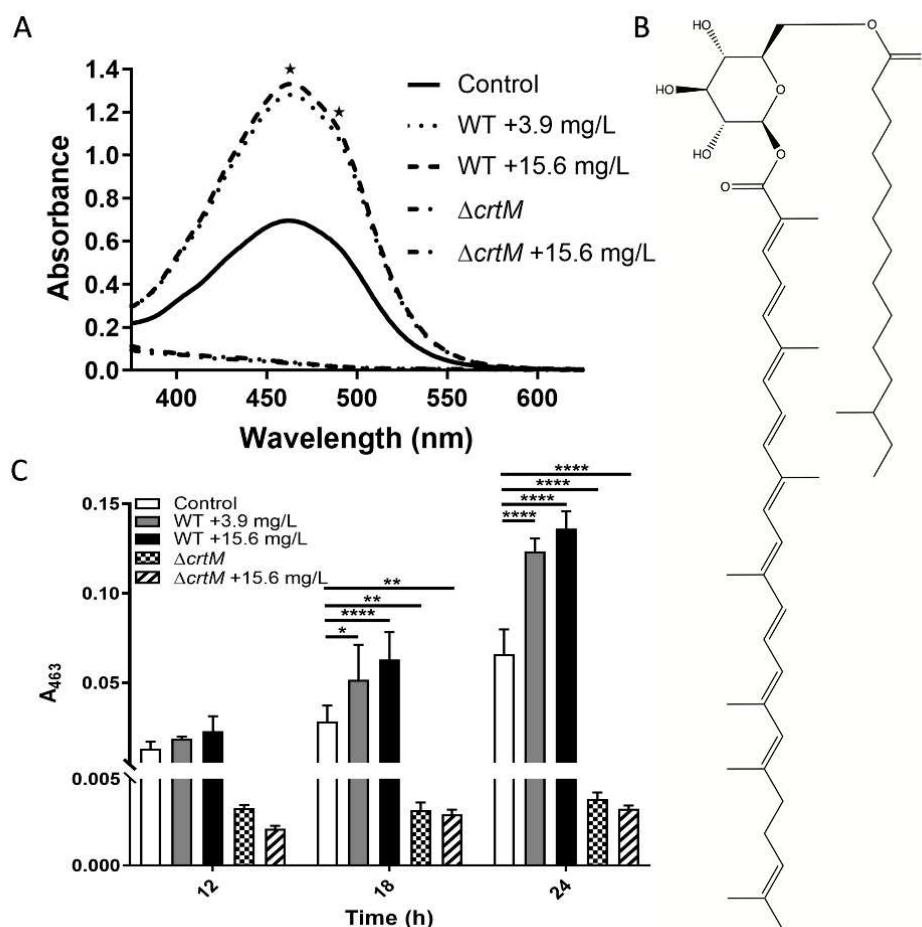 A
B
1.4
1.2
1.0
0.8
0.6
0.4
0.2
0.0
Absorbance
400
450
500
550
600
Wavelength (nm)
Control
WT +3.9 mg/L
WT +15.6 mg/L
ΔcrtM
ΔcrtM +15.6 mg/L
HO
HO
HO
O
O
O
O
C
0.15
0.10
0.05
0.005
0.000
A463
Control
WT +3.9 mg/L
WT +15.6 mg/L
ΔcrtM
ΔcrtM +15.6 mg/L
**
**
****
*
****
****
****
****
12
18
24
Time (h)